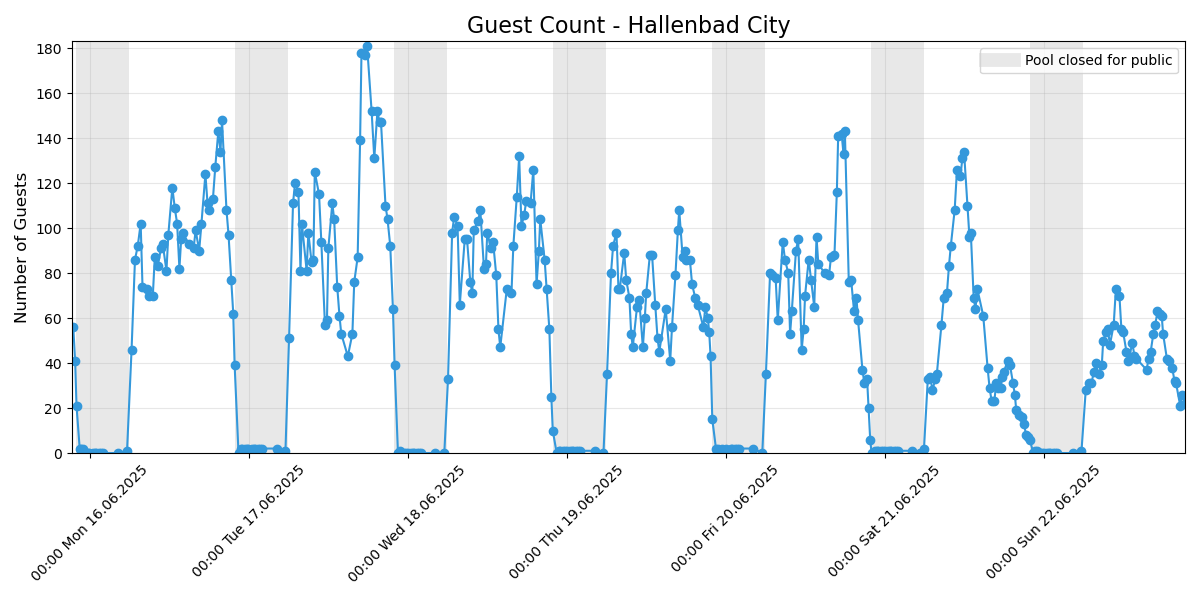 Guest Count - Hallenbad City
Pool closed for public
Number of Guests
180
160
140
120
100
80
60
40
20
0
00:00 Mon 16.06.2025
00:00 Tue 17.06.2025
00:00 Wed 18.06.2025
00:00 Thu 19.06.2025
00:00 Fri 20.06.2025
00:00 Sat 21.06.2025
00:00 Sun 22.06.2025